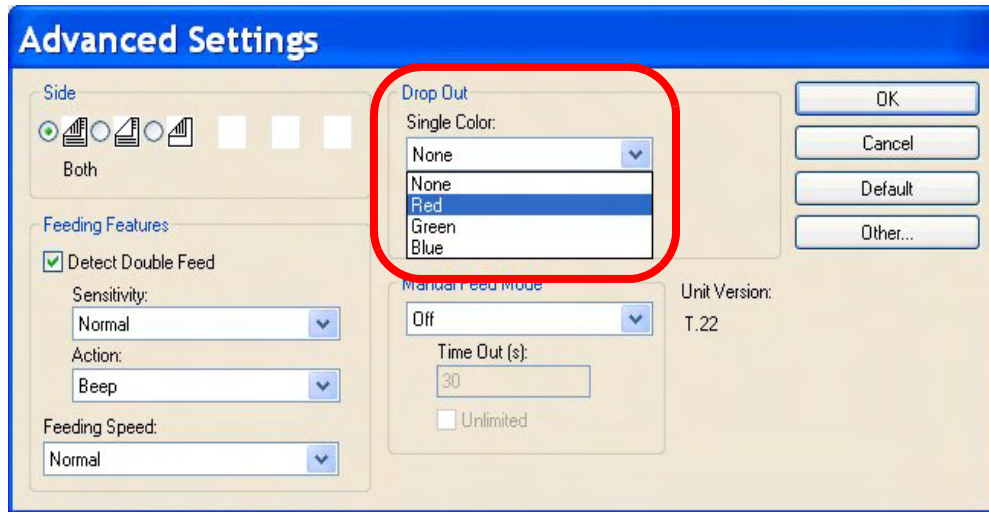 Advanced Settings
Side
Both
Feeding Features
Detect Double Feed
Sensitivity:
Normal
Action:
Beep
Feeding Speed:
Normal
Drop Out
Single Color:
None
None
Red
Green
Blue
Manual Feed Mode
Off
Time Out (s):
30
Unlimited
OK
Cancel
Default
Other...
Unit Version:
T.22